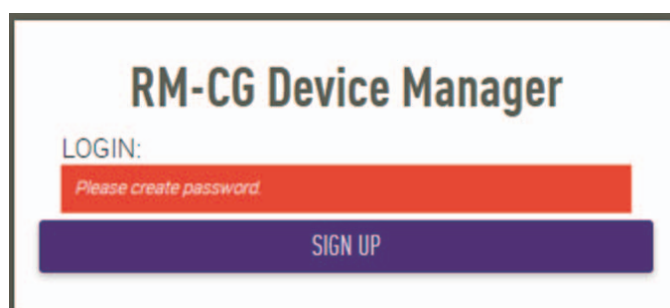 RM-CG Device Manager
LOGIN:
Please create password.
SIGN UP